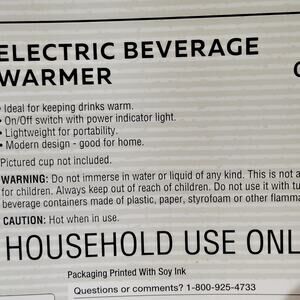 ELECTRIC BEVERAGE
WARMER
• Ideal for keeping drinks warm.
• On/Off switch with power indicator light.
• Lightweight for portability.
• Modern design - good for home.
Pictured cup not included.
WARNING: Do not immerse in water or liquid of any kind. This is not a
for children. Always keep out of reach of children. Do not use it with
beverage containers made of plastic, paper, styrofoam or other
CAUTION: Hot when in use.
HOUSEHOLD USE
Packaging Printed With Soy Ink
Questions or comments? 1-800-925-4733